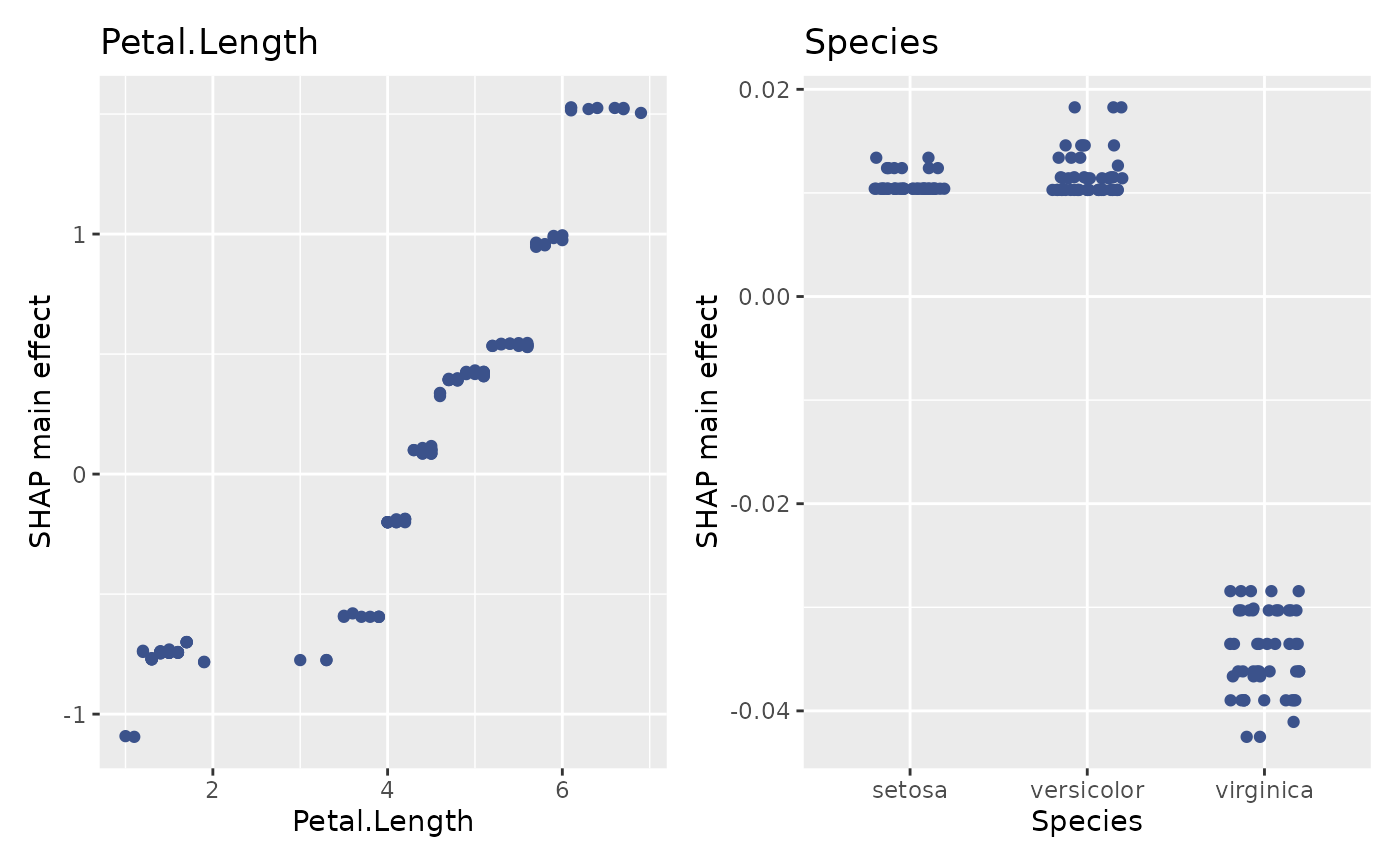 Petal.Length
SHAP main effect
1
0
-1
2 4 6
Petal.Length
Species
SHAP main effect
0.02
0.00
-0.02
-0.04
setosa versicolor virginica
Species